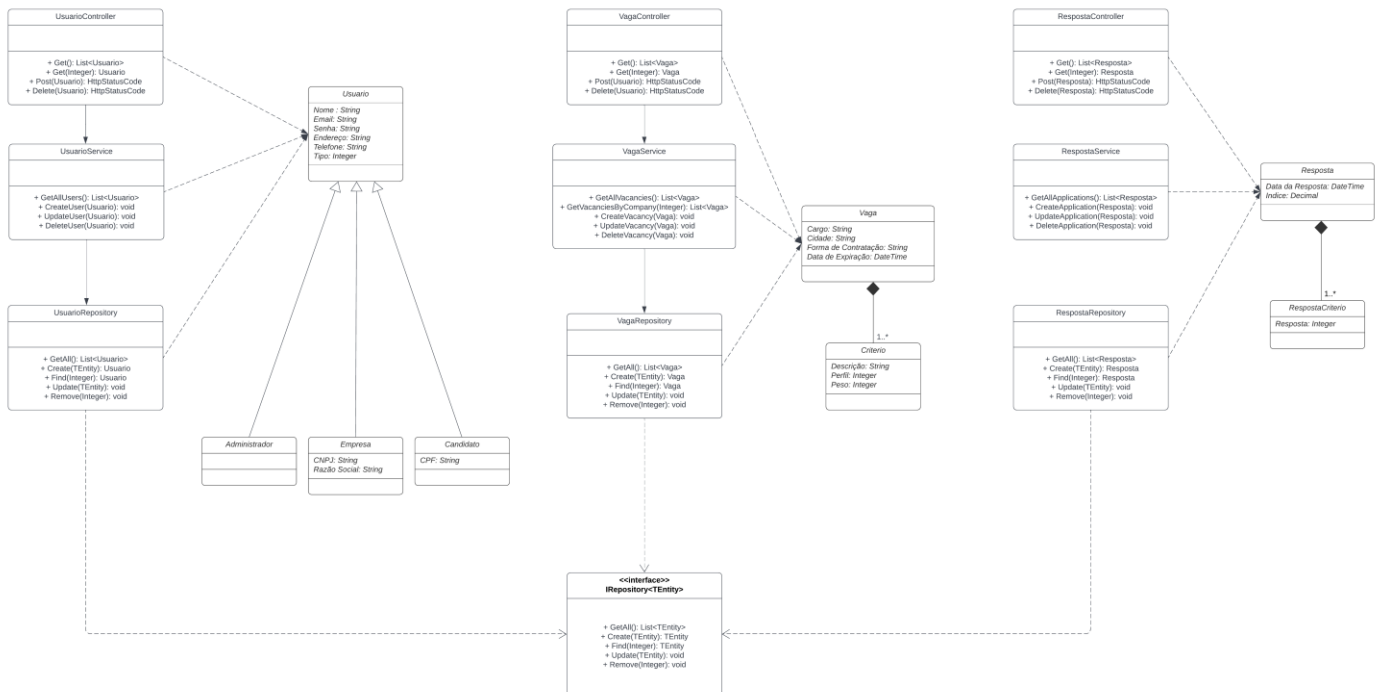 UsuarioController
+ Get(): List<Usuario>
+ Get(Integer): Usuario
+ Post(Usuario): HttpStatusCode
+ Delete(Usuario): HttpStatusCode
UsuarioService
+ GetAllUsers(): List<Usuario>
+ CreateUser(Usuario): void
+ UpdateUser(Usuario): void
+ DeleteUser(Usuario): void
UsuarioRepository
+ GetAll(): List<Usuario>
+ Create(TEntity): Usuario
+ Find(Integer): Usuario
+ Update(TEntity): void
+ Remove(Integer): void
Usuario
Nome : String
Email: String
Senha: String
Endereço: String
Telefone: String
Tipo: Integer
Administrador
Empresa
CNPJ: String
Razão Social: String
Candidato
CPF: String
VagaController
+ Get(): List<Vaga>
+ Get(Integer): Vaga
+ Post(Usuario): HttpStatusCode
+ Delete(Usuario): HttpStatusCode
VagaService
+ GetAllVacancies(): List<Vaga>
+ GetVacanciesByCompany(Integer): List<Vaga>
+ CreateVacancy(Vaga): void
+ UpdateVacancy(Vaga): void
+ DeleteVacancy(Vaga): void
VagaRepository
+ GetAll(): List<Vaga>
+ Create(TEntity): Vaga
+ Find(Integer): Vaga
+ Update(TEntity): void
+ Remove(Integer): void
Vaga
Cargo: String
Cidade: String
Forma de Contratação: String
Data de Expiração: DateTime
1..*
Criterio
Descrição: String
Perfil: Integer
Peso: Integer
RespostaController
+ Get(): List<Resposta>
+ Get(Integer): Resposta
+ Post(Resposta): HttpStatusCode
+ Delete(Resposta): HttpStatusCode
RespostaService
+ GetAllApplications(): List<Resposta>
+ CreateApplication(Resposta): void
+ UpdateApplication(Resposta): void
+ DeleteApplication(Resposta): void
RespostaRepository
+ GetAll(): List<Resposta>
+ Create(TEntity): Resposta
+ Find(Integer): Resposta
+ Update(TEntity): void
+ Remove(Integer): void
Resposta
Data da Resposta: DateTime
Indice: Decimal
1..*
RespostaCriterio
Resposta: Integer
<<interface>>
IRepository<TEntity>
+ GetAll(): List<TEntity>
+ Create(TEntity): TEntity
+ Find(Integer): TEntity
+ Update(TEntity): void
+ Remove(Integer): void